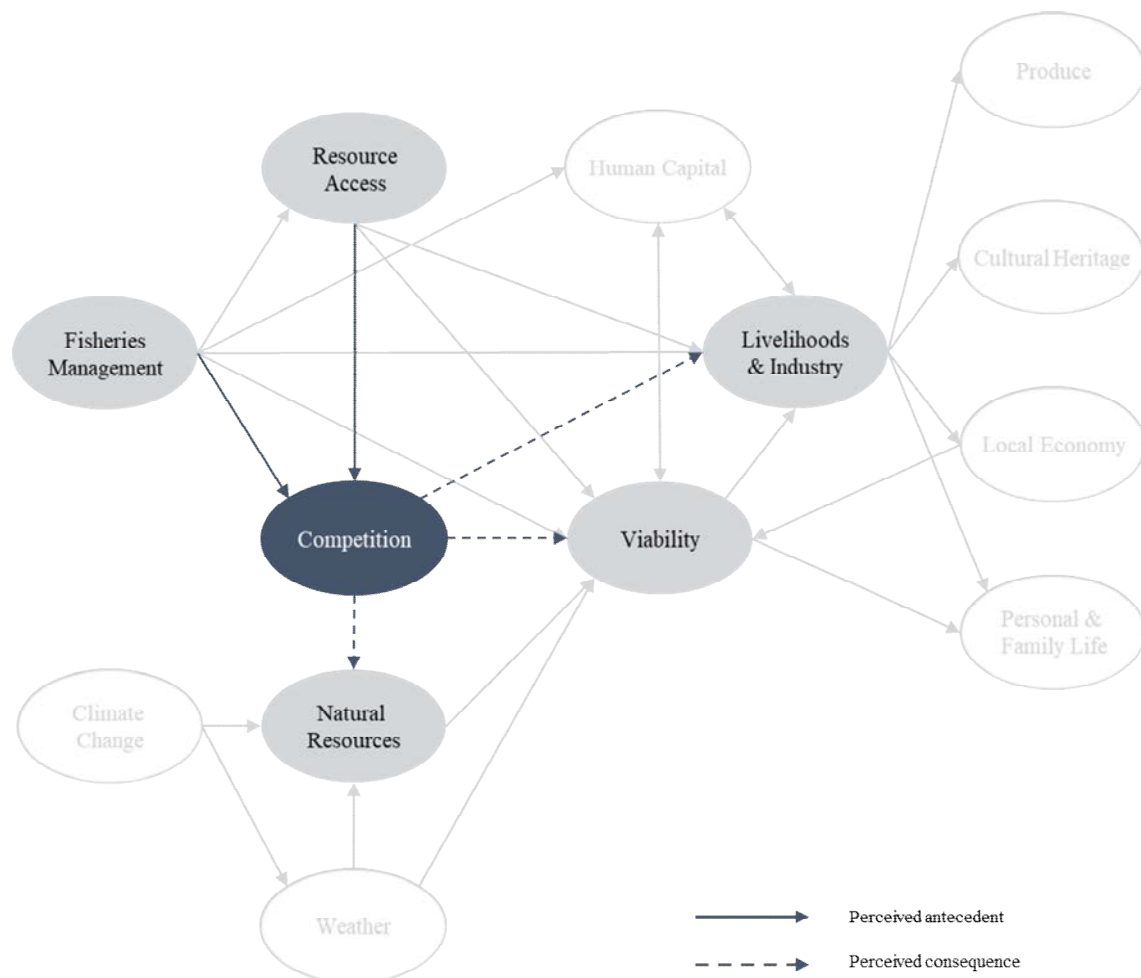 Produce
Resource
Access
Human Capital
Cultural Heritage
Fisheries
Management
Livelihoods
& Industry
Local Economy
Competition
Viability
Personal &
Family Life
Climate
Change
Natural
Resources
Weather
Perceived antecedent
Perceived consequence